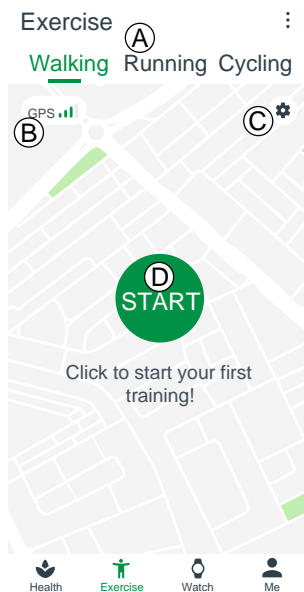 Exercise
A
Walking Running Cycling
GPS
B
C
D
START
Click to start your first
training!
Health Exercise Watch Me